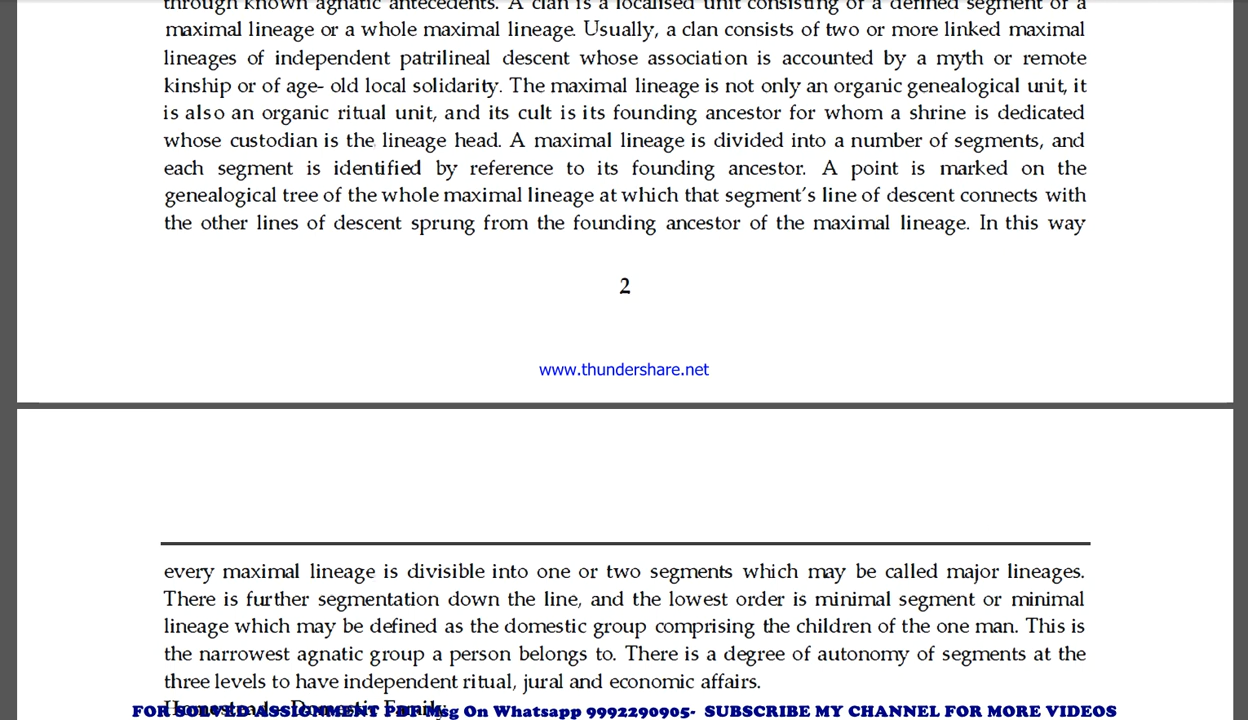 through known agnatic antecedents. A clan is a localised unit consisting of a defined segment of a
maximal lineage or a whole maximal lineage. Usually, a clan consists of two or more linked maximal
lineages of independent patrilineal descent whose association is accounted by a myth or remote
kinship or of age- old local solidarity. The maximal lineage is not only an organic genealogical unit, it
is also an organic ritual unit, and its cult is its founding ancestor for whom a shrine is dedicated
whose custodian is the lineage head. A maximal lineage is divided into a number of segments, and
each segment is identified by reference to its founding ancestor. A point is marked on the
genealogical tree of the whole maximal lineage at which that segment's line of descent connects with
the other lines of descent sprung from the founding ancestor of the maximal lineage. In this way
2
www.thundershare.net
every maximal lineage is divisible into one or two segments which may be called major lineages.
There is further segmentation down the line, and the lowest order is minimal segment or minimal
lineage which may be defined as the domestic group comprising the children of the one man. This is
the narrowest agnatic group a person belongs to. There is a degree of autonomy of segments at the
three levels to have independent ritual, jural and economic affairs.
FOR SOLVED ASSIGNMENT PDF Msg On Whatsapp 9992290905- SUBSCRIBE MY CHANNEL FOR MORE VIDEOS